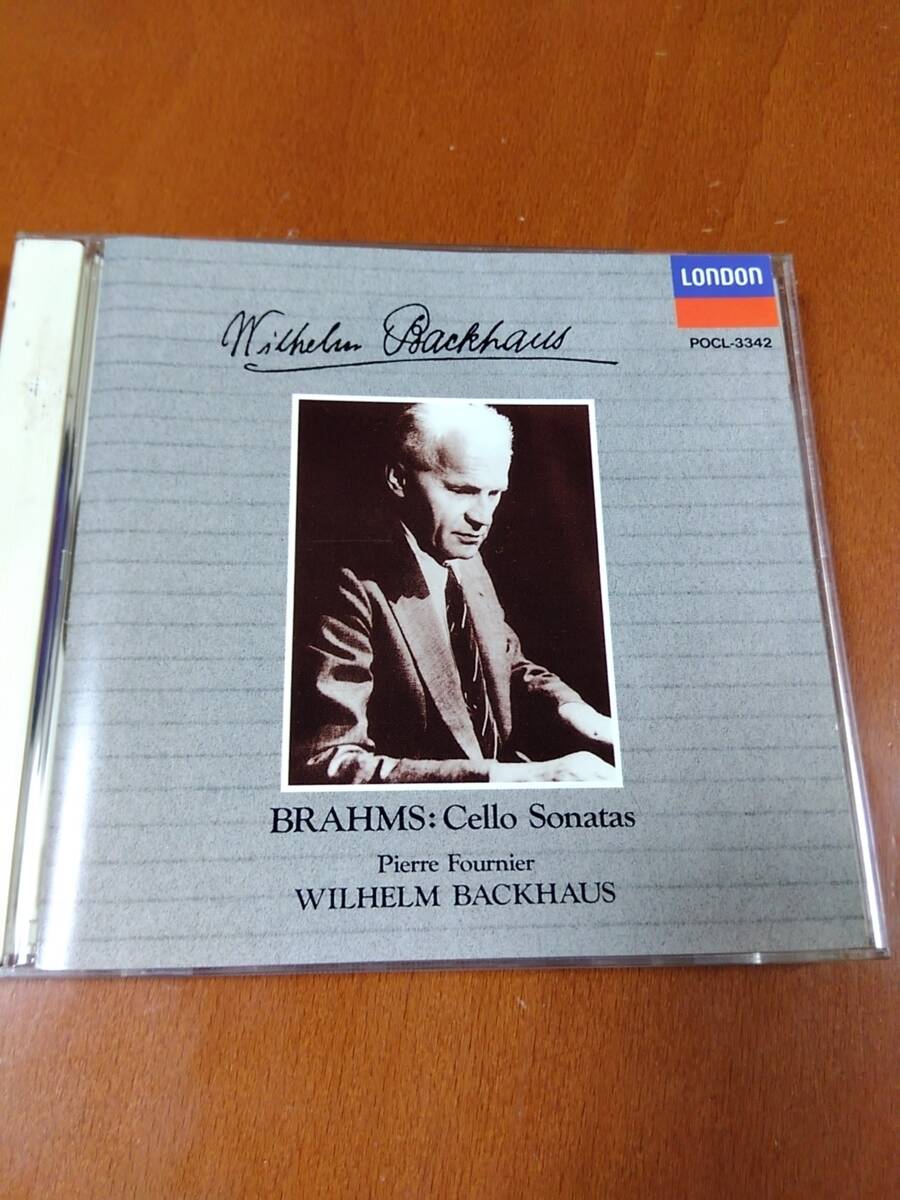 LONDON
POCL-3342
Wilhelm Backhaus
BRAHMS: Cello Sonatas
Pierre Fournier
WILHELM BACKHAUS